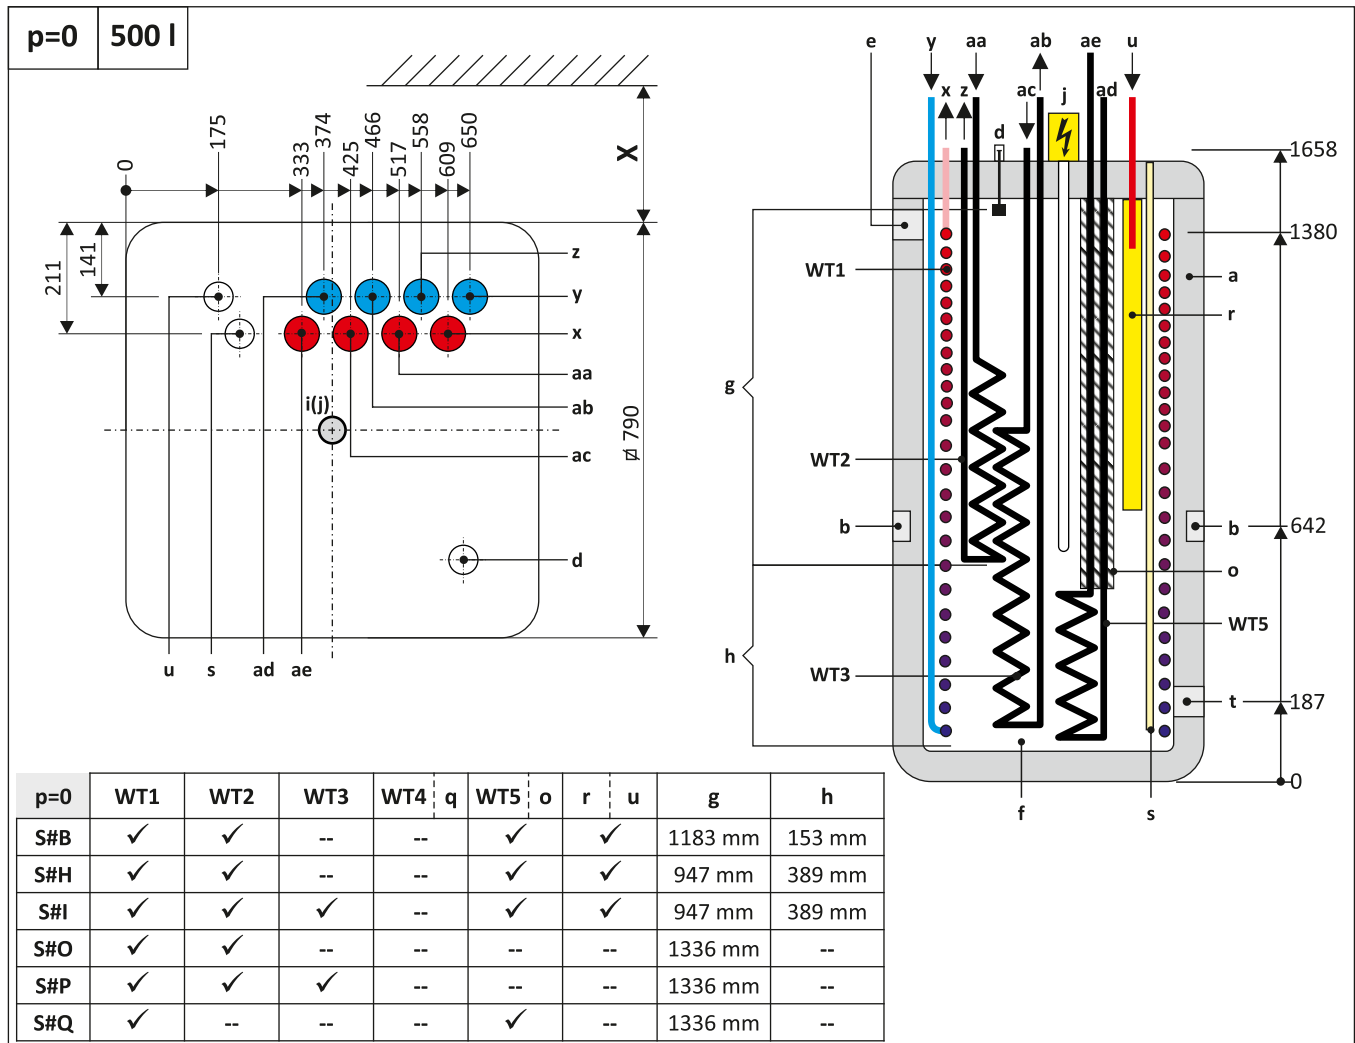 p=0 500 l
e y aa ab ae u
x z ac j ad
d
0 175 333 374 425 466 517 558 609 650
X
141
211
z
y
x
aa
ab
ac
d
i(j)
⌀ 790
u s ad ae
1658
1380
a
r
WT1
g
WT2
b
b
642
o
WT5
h
WT3
t
187
0
f
s
p=0 WT1 WT2 WT3 WT4 q WT5 o r u g h
S#B ✓ ✓ -- -- ✓ ✓ 1183 mm 153 mm
S#H ✓ ✓ -- -- ✓ ✓ 947 mm 389 mm
S#I ✓ ✓ ✓ -- ✓ ✓ 947 mm 389 mm
S#O ✓ ✓ -- -- -- -- 1336 mm --
S#P ✓ ✓ ✓ -- -- -- 1336 mm --
S#Q ✓ -- -- -- ✓ -- 1336 mm --